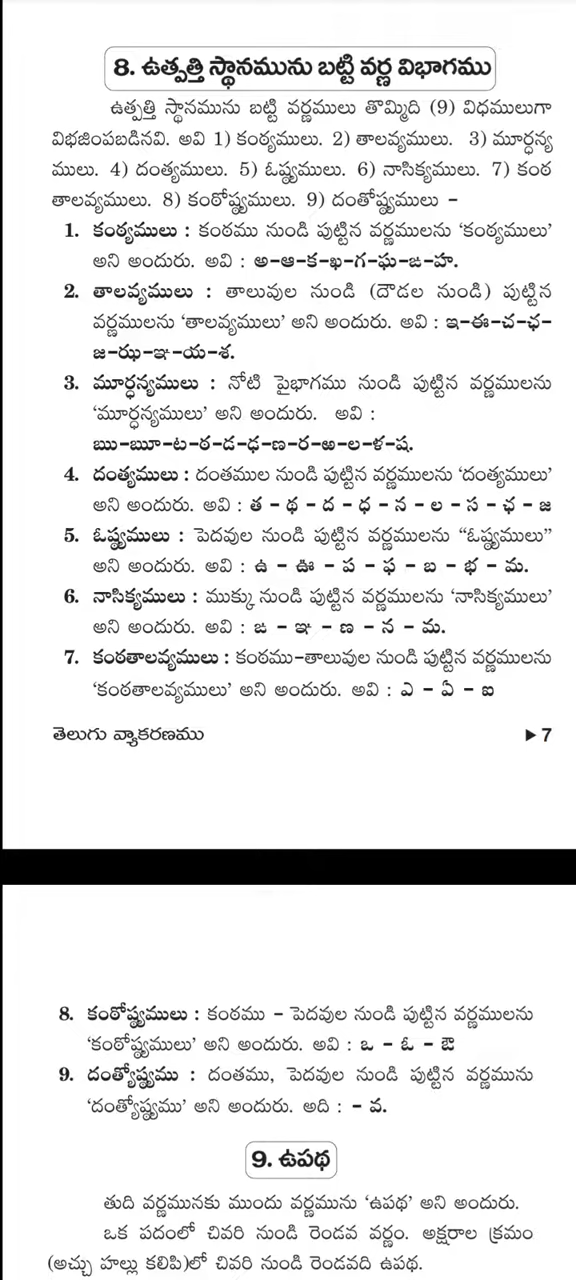 8. ఉత్పత్తి స్థానమును బట్టి వర్ణ విభాగము
ఉత్పత్తి స్థానమును బట్టి వర్ణములు తొమ్మిది (9) విధములుగా
విభజింపబడినవి. అవి 1) కంఠ్యములు. 2) తాలవ్యములు. 3) మూర్ధన్య
ములు. 4) దంత్యములు. 5) ఓష్ఠ్యములు. 6) నాసిక్యములు. 7) కంఠ
తాలవ్యములు. 8) కంఠోష్ఠ్యములు. 9) దంతోష్ఠ్యములు –
1. కంఠ్యములు : కంఠము నుండి పుట్టిన వర్ణములను ‘కంఠ్యములు’
అని అందురు. అవి : అ–ఆ–క–ఖ–గ–ఘ–ఙ–హ.
2. తాలవ్యములు : తాలువుల నుండి (దౌడల నుండి) పుట్టిన
వర్ణములను ‘తాలవ్యములు’ అని అందురు. అవి : ఇ–ఈ–చ–ఛ–
జ–ఝ–ఞ–య–శ.
3. మూర్ధన్యములు : నోటి పైభాగము నుండి పుట్టిన వర్ణములను
‘మూర్ధన్యములు’ అని అందురు. అవి :
ఋ–ౠ–ట–ఠ–డ–ఢ–ణ–ర–ఱ–ల–ళ–ష.
4. దంత్యములు : దంతముల నుండి పుట్టిన వర్ణములను ‘దంత్యములు’
అని అందురు. అవి : త – థ – ద – ధ – న – ల – స – ఛ – జ
5. ఓష్ఠ్యములు : పెదవుల నుండి పుట్టిన వర్ణములను “ఓష్ఠ్యములు”
అని అందురు. అవి : ఉ – ఊ – ప – ఫ – బ – భ – మ.
6. నాసిక్యములు : ముక్కు నుండి పుట్టిన వర్ణములను ‘నాసిక్యములు’
అని అందురు. అవి : ఙ – ఞ – ణ – న – మ.
7. కంఠతాలవ్యములు : కంఠము–తాలువుల నుండి పుట్టిన వర్ణములను
‘కంఠతాలవ్యములు’ అని అందురు. అవి : ఎ – ఏ – ఐ
తెలుగు వ్యాకరణము ▶ 7
8. కంఠోష్ఠ్యములు : కంఠము – పెదవుల నుండి పుట్టిన వర్ణములను
‘కంఠోష్ఠ్యములు’ అని అందురు. అవి : ఒ – ఓ – ఔ
9. దంత్యోష్ఠ్యము : దంతము, పెదవుల నుండి పుట్టిన వర్ణమును
‘దంత్యోష్ఠ్యము’ అని అందురు. అది : – వ.
9. ఉపథ
తుది వర్ణమునకు ముందు వర్ణమును ‘ఉపథ’ అని అందురు.
ఒక పదంలో చివరి నుండి రెండవ వర్ణం. అక్షరాల క్రమం
(అచ్చు హల్లు కలిపి)లో చివరి నుండి రెండవది ఉపథ.